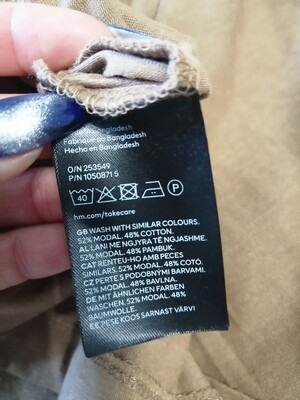 Bangladesh
Fabriqué au Bangladesh
Hecho en Bangladesh
O/N 253549
P/N 1050871 5
40
P
hm.com/takecare
GB WASH WITH SIMILAR COLOURS.
52% MODAL. 48% COTTON.
AL LANI ME NGJYRA TË NGJASHME.
52% MODAL. 48% PAMBUK.
CAT RENTEU-HO AMB PECES
SIMILARS. 52% MODAL. 48% COTÓ.
CZ PERTE S PODOBNÝMI BARVAMI.
52% MODAL. 48% BAVLNA.
DE MIT ÄHNLICHEN FARBEN
WASCHEN. 52% MODAL. 48%
BAUMWOLLE.
EE PESE KOOS SARNAST VÄRVI